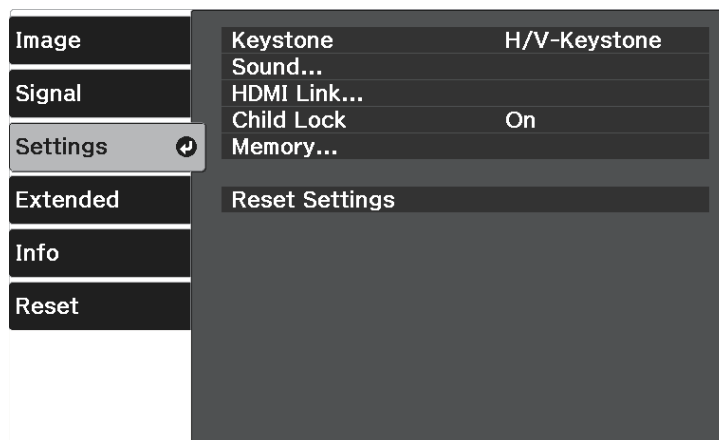 Image
Signal
Settings
Extended
Info
Reset
Keystone H/V-Keystone
Sound...
HDMI Link...
Child Lock On
Memory...
Reset Settings